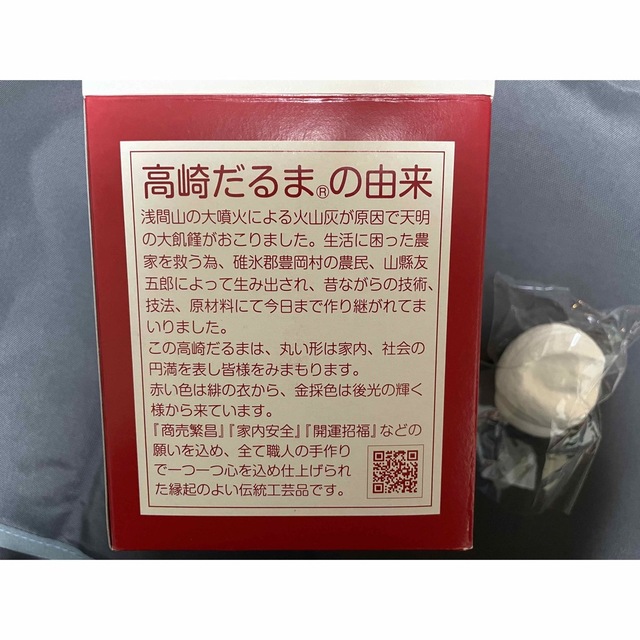 高崎だるま®の由来
浅間山の大噴火による火山灰が原因で天明
の大飢饉がおこりました。生活に困った農
家を救う為、碓氷郡豊岡村の農民、山縣友
五郎によって生み出され、昔ながらの技術、
技法、原材料にて今日まで作り継がれてま
いりました。
この高崎だるまは、丸い形は家内、社会の
円満を表し皆様をみまもります。
赤い色は緋の衣から、金採色は後光の輝く
様から来ています。
『商売繁昌』『家内安全』『開運招福』などの
願いを込め、全て職人の手作り
で一つ一つ心を込め仕上げられ
た縁起のよい伝統工芸品です。